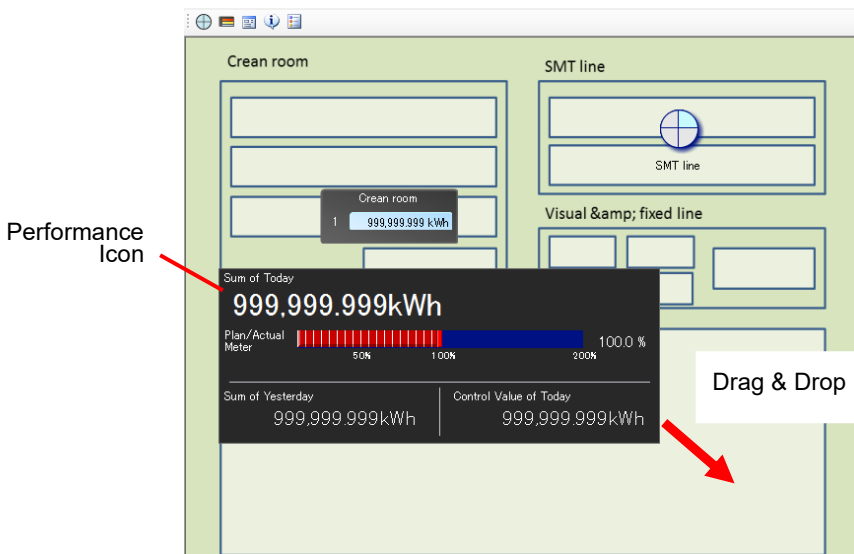 Crean room
SMT line
SMT line
Crean room
1 999,999.999 kWh
Visual &amp; fixed line
Performance
Icon
Sum of Today
999,999.999kWh
Plan/Actual
Meter
100.0 %
50% 100% 200%
Drag & Drop
Sum of Yesterday
999,999.999kWh
Control Value of Today
999,999.999kWh